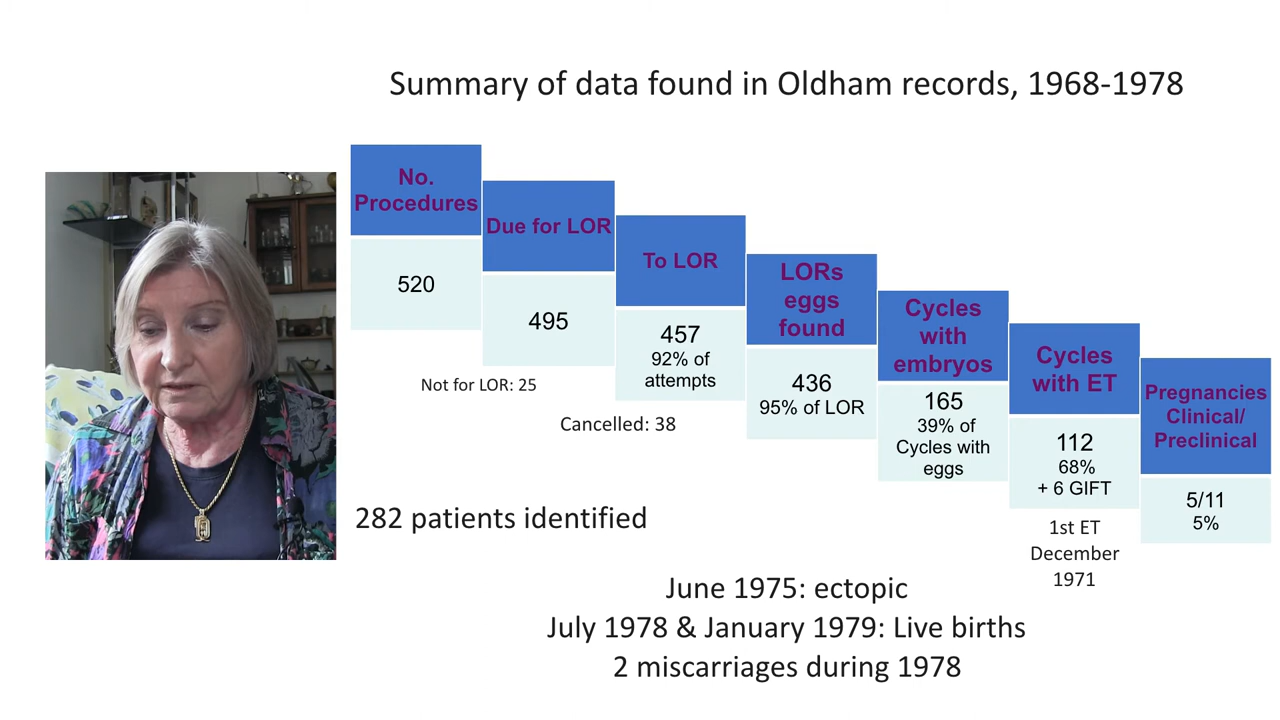 Summary of data found in Oldham records, 1968-1978
No.
Procedures
520
Due for LOR
495
Not for LOR: 25
To LOR
457
92% of
attempts
Cancelled: 38
LORs
eggs
found
436
95% of LOR
Cycles
with
embryos
165
39% of
Cycles with
eggs
Cycles
with ET
112
68%
+ 6 GIFT
1st ET
December
1971
Pregnancies
Clinical/
Preclinical
5/11
5%
282 patients identified
June 1975: ectopic
July 1978 & January 1979: Live births
2 miscarriages during 1978